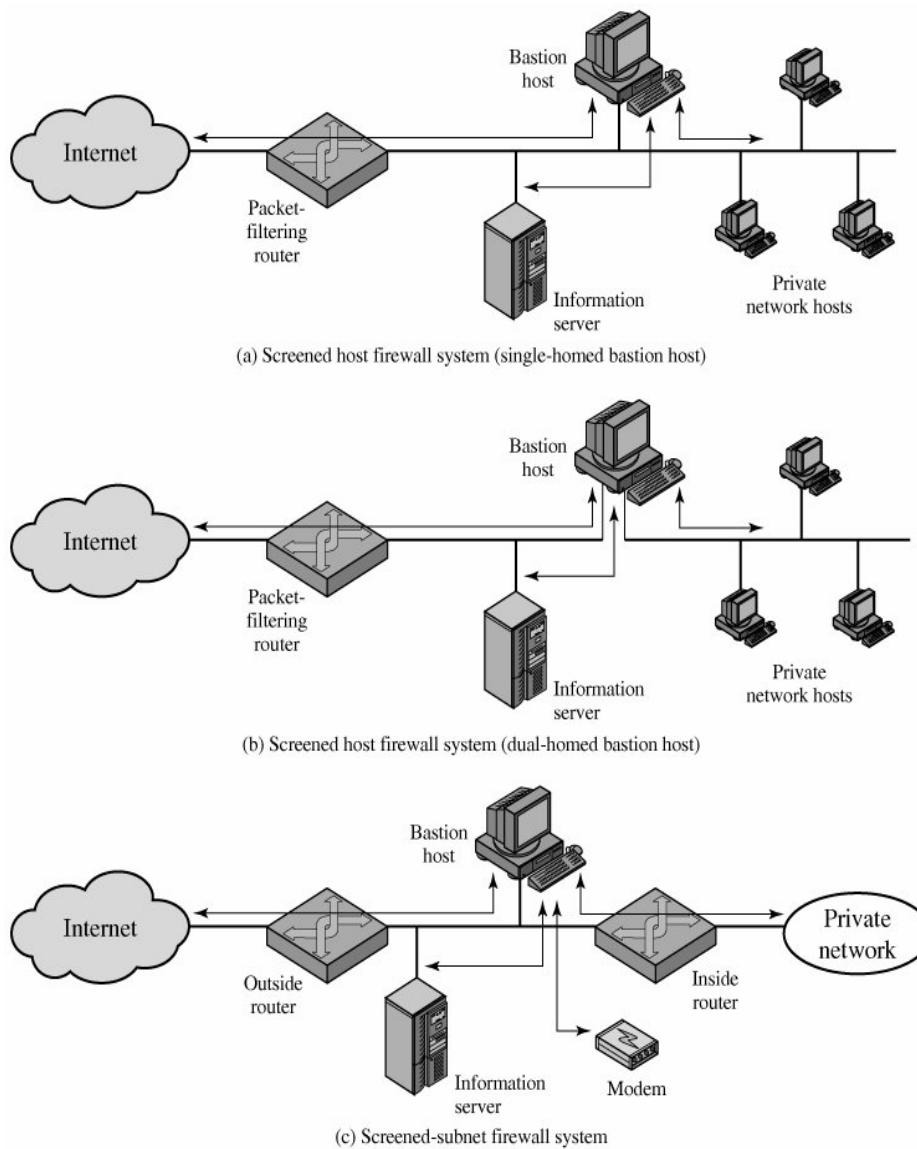 Bastion
host
Internet
Packet-
filtering
router
Information
server
Private
network hosts
(a) Screened host firewall system (single-homed bastion host)
Bastion
host
Internet
Packet-
filtering
router
Information
server
Private
network hosts
(b) Screened host firewall system (dual-homed bastion host)
Bastion
host
Internet
Private
network
Outside
router
Inside
router
Information
server
Modem
(c) Screened-subnet firewall system